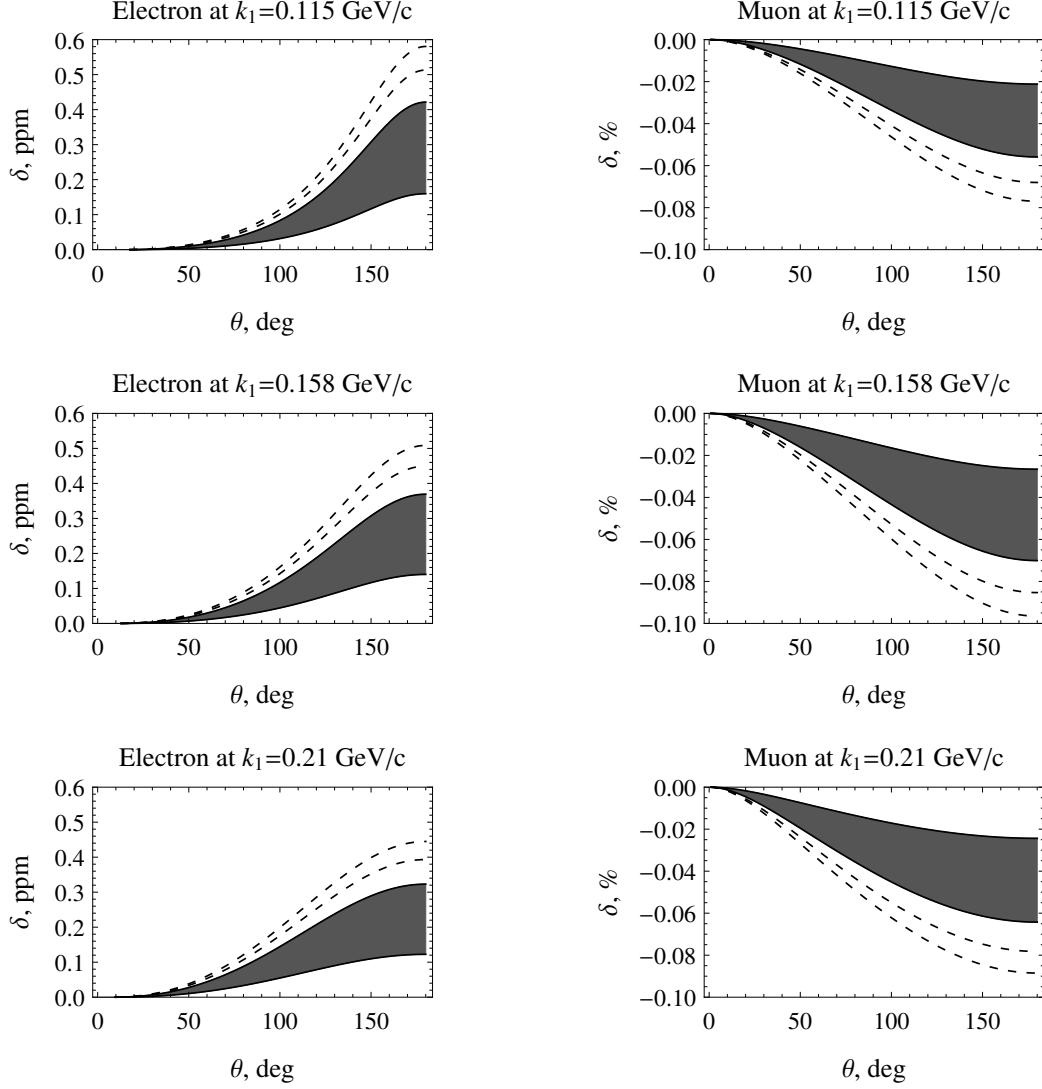 Electron at k₁=0.115 GeV/c
0.6
0.5
0.4
0.3
0.2
0.1
0.0
δ, ppm
0 50 100 150
θ, deg
Muon at k₁=0.115 GeV/c
0.00
−0.02
−0.04
−0.06
−0.08
−0.10
δ, %
0 50 100 150
θ, deg
Electron at k₁=0.158 GeV/c
0.6
0.5
0.4
0.3
0.2
0.1
0.0
δ, ppm
0 50 100 150
θ, deg
Muon at k₁=0.158 GeV/c
0.00
−0.02
−0.04
−0.06
−0.08
−0.10
δ, %
0 50 100 150
θ, deg
Electron at k₁=0.21 GeV/c
0.6
0.5
0.4
0.3
0.2
0.1
0.0
δ, ppm
0 50 100 150
θ, deg
Muon at k₁=0.21 GeV/c
0.00
−0.02
−0.04
−0.06
−0.08
−0.10
δ, %
0 50 100 150
θ, deg